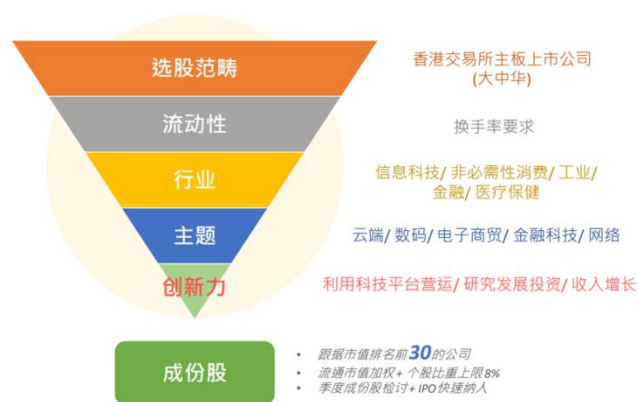 选股范畴
香港交易所主板上市公司
(大中华)
流动性
换手率要求
行业
信息科技/ 非必需性消费/ 工业/
金融/ 医疗保健
主题
云端/ 数码/ 电子商贸/ 金融科技/ 网络
创新力
利用科技平台营运/ 研究发展投资/ 收入增长
成份股
• 跟据市值排名前30的公司
• 流通市值加权+ 个股比重上限8%
• 季度成份股检讨+ IPO快速纳入